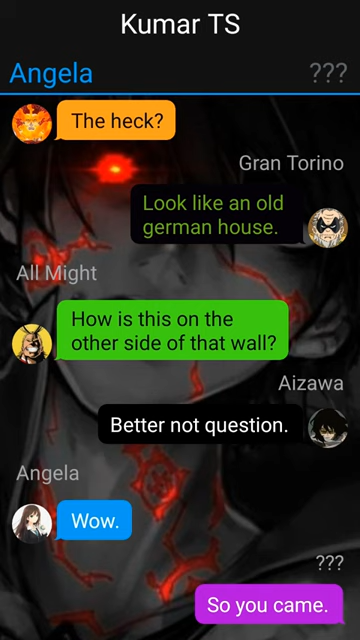 Kumar TS
Angela
???
The heck?
Gran Torino
Look like an old
german house.
All Might
How is this on the
other side of that wall?
Aizawa
Better not question.
Angela
Wow.
???
So you came.